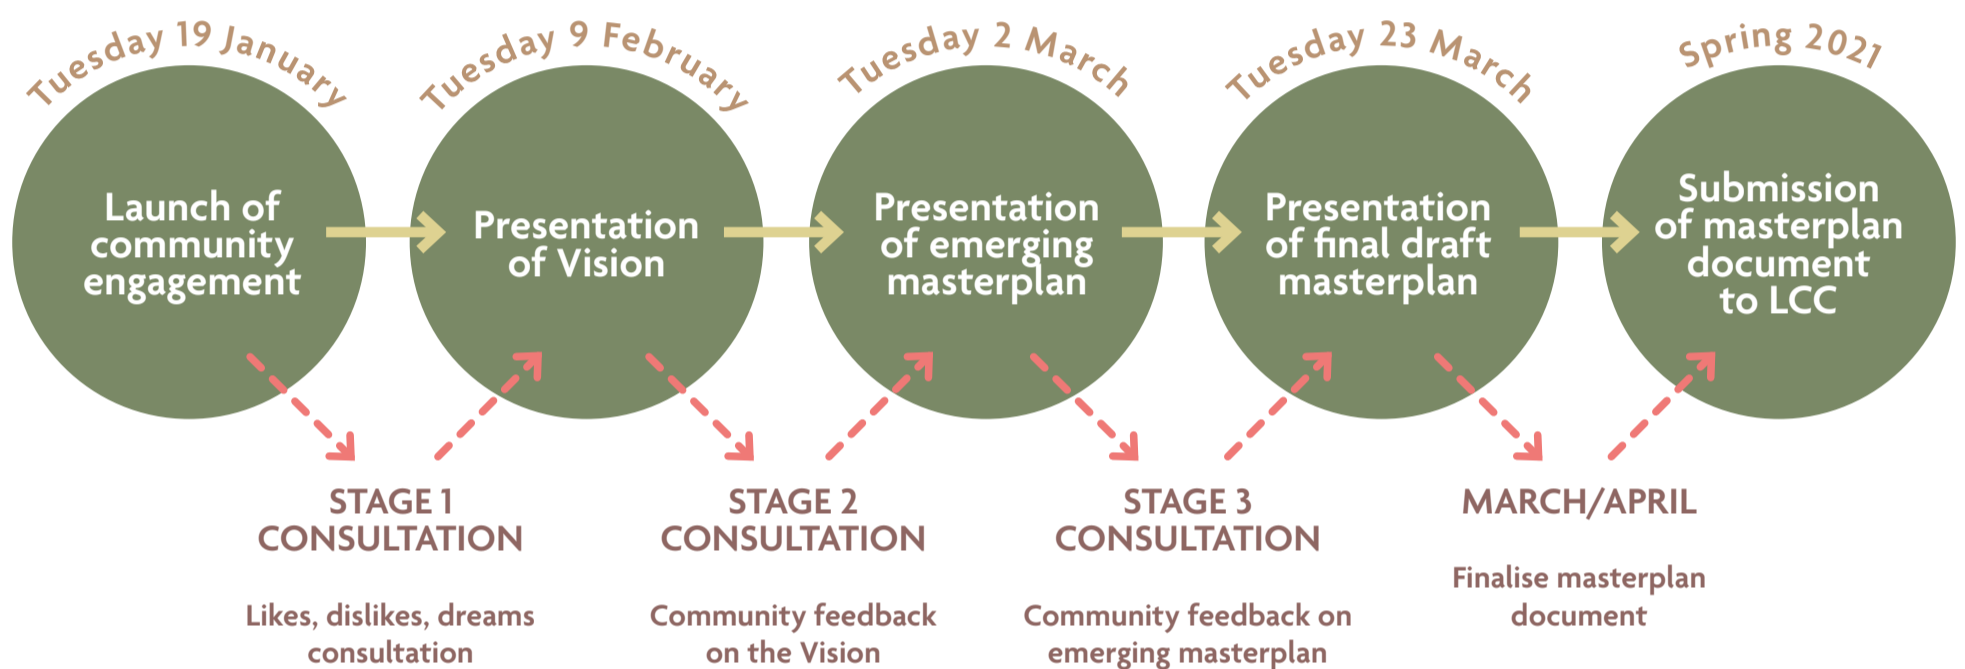 Tuesday 19 January
Tuesday 9 February
Tuesday 2 March
Tuesday 23 March
Spring 2021
Launch of
community
engagement
Presentation
of Vision
Presentation
of emerging
masterplan
Presentation
of final draft
masterplan
Submission
of masterplan
document
to LCC
STAGE 1
CONSULTATION
Likes, dislikes, dreams
consultation
STAGE 2
CONSULTATION
Community feedback
on the Vision
STAGE 3
CONSULTATION
Community feedback on
emerging masterplan
MARCH/APRIL
Finalise masterplan
document